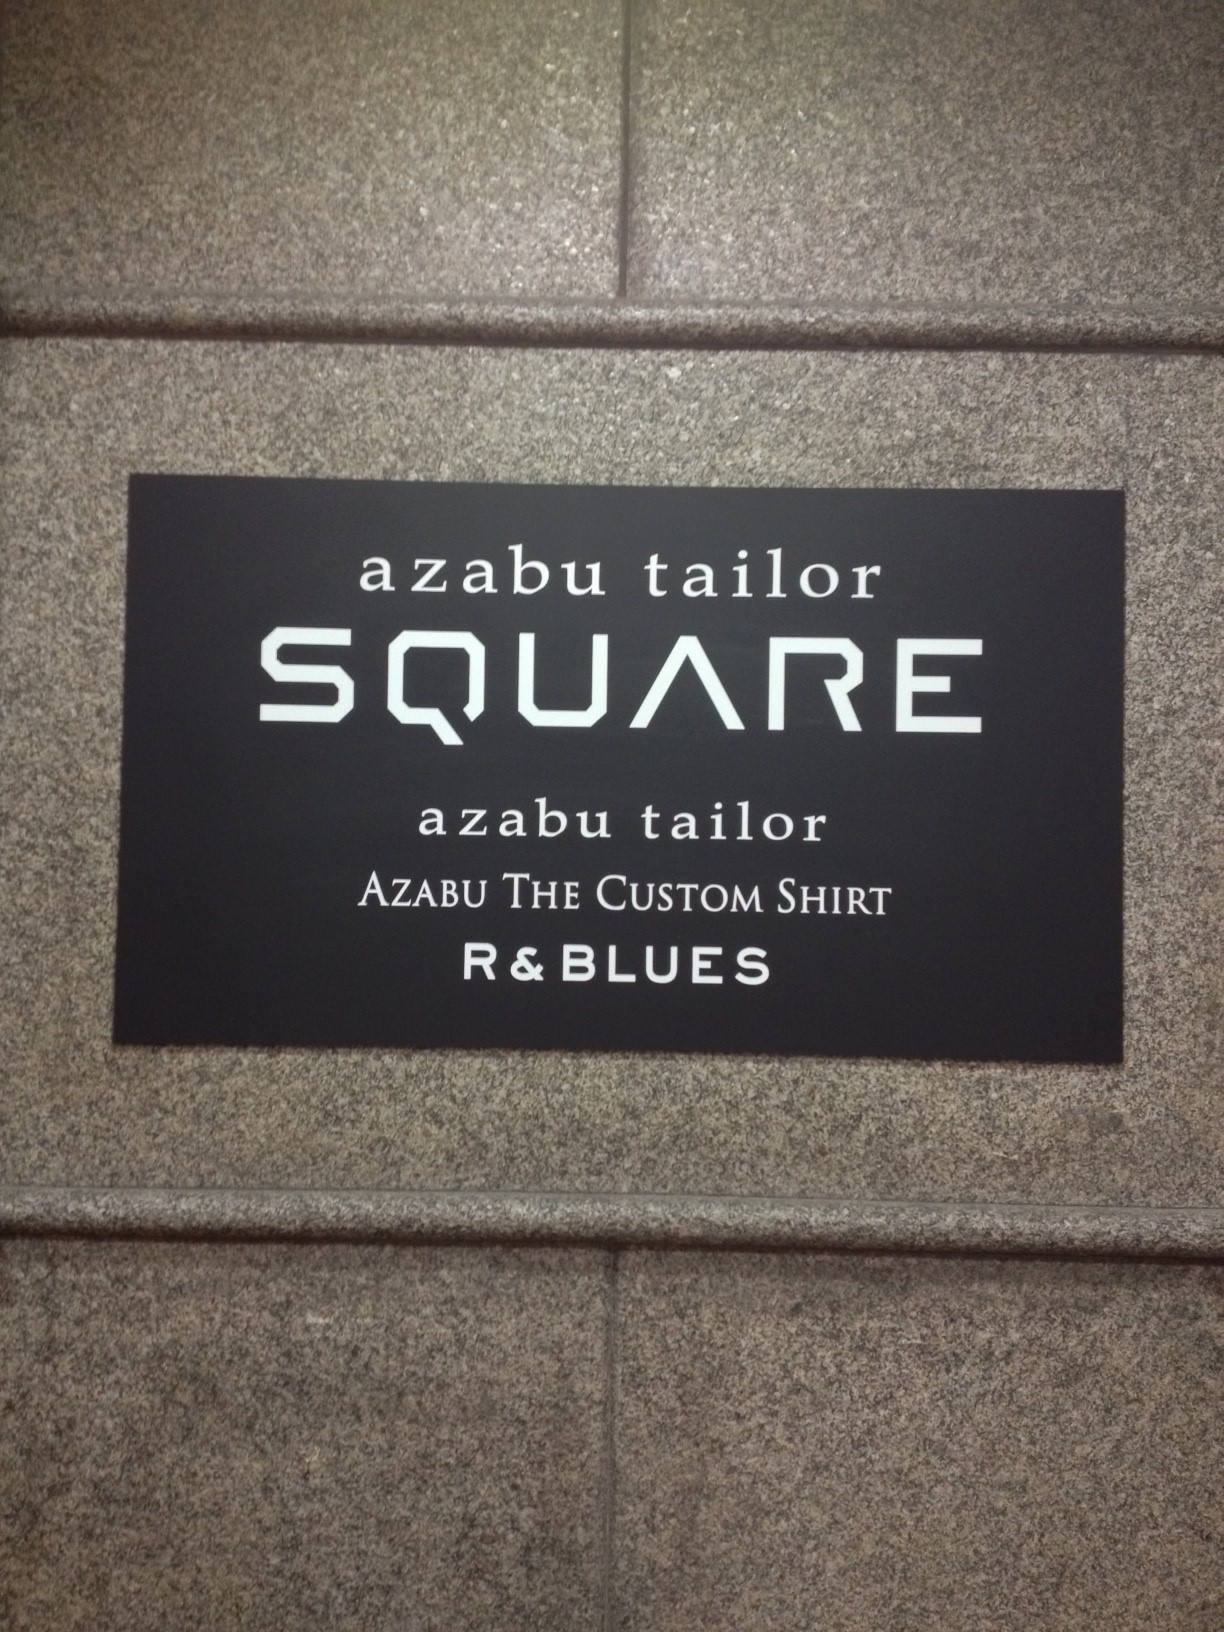 azabu tailor
SQUARE
azabu tailor
AZABU THE CUSTOM SHIRT
R & BLUES